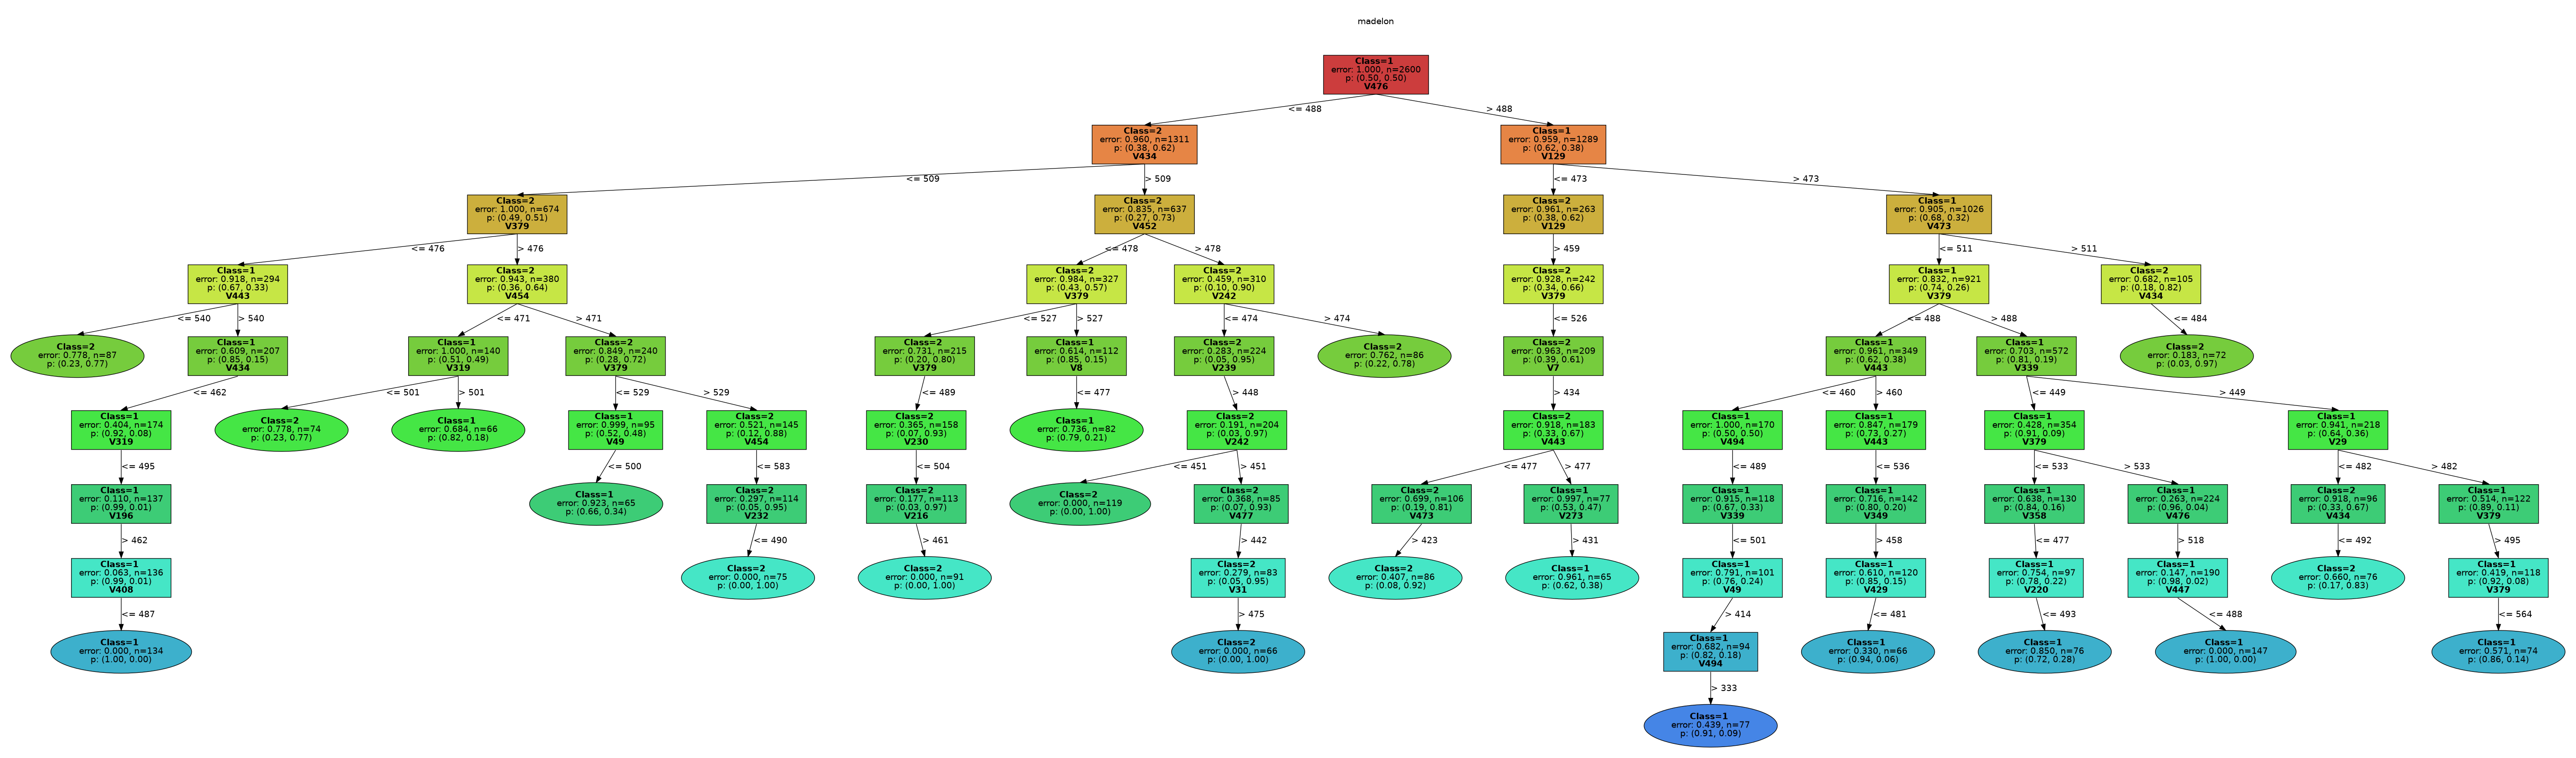 madelon
Class=1
error: 1.000, n=2600
p: (0.50, 0.50)
V476
<= 488
> 488
Class=2
error: 0.960, n=1311
p: (0.38, 0.62)
V434
Class=1
error: 0.959, n=1289
p: (0.62, 0.38)
V129
<= 509
> 509
<= 473
> 473
Class=2
error: 1.000, n=674
p: (0.49, 0.51)
V379
Class=2
error: 0.835, n=637
p: (0.27, 0.73)
V452
Class=2
error: 0.961, n=263
p: (0.38, 0.62)
V129
Class=1
error: 0.905, n=1026
p: (0.68, 0.32)
V473
<= 476
> 476
<= 478
> 478
> 459
<= 511
> 511
Class=1
error: 0.918, n=294
p: (0.67, 0.33)
V443
Class=2
error: 0.943, n=380
p: (0.36, 0.64)
V454
Class=2
error: 0.984, n=327
p: (0.43, 0.57)
V379
Class=2
error: 0.459, n=310
p: (0.10, 0.90)
V242
Class=2
error: 0.928, n=242
p: (0.34, 0.66)
V379
Class=1
error: 0.832, n=921
p: (0.74, 0.26)
V379
Class=2
error: 0.682, n=105
p: (0.18, 0.82)
V434
<= 540
> 540
<= 471
> 471
<= 527
> 527
<= 474
> 474
<= 526
<= 488
> 488
<= 484
Class=2
error: 0.778, n=87
p: (0.23, 0.77)
Class=1
error: 0.609, n=207
p: (0.85, 0.15)
V434
Class=1
error: 1.000, n=140
p: (0.51, 0.49)
V319
Class=2
error: 0.849, n=240
p: (0.28, 0.72)
V379
Class=2
error: 0.731, n=215
p: (0.20, 0.80)
V379
Class=1
error: 0.614, n=112
p: (0.85, 0.15)
V8
Class=2
error: 0.283, n=224
p: (0.05, 0.95)
V239
Class=2
error: 0.762, n=86
p: (0.22, 0.78)
Class=2
error: 0.963, n=209
p: (0.39, 0.61)
V7
Class=1
error: 0.961, n=349
p: (0.62, 0.38)
V443
Class=1
error: 0.703, n=572
p: (0.81, 0.19)
V339
Class=2
error: 0.183, n=72
p: (0.03, 0.97)
<= 462
<= 501
> 501
<= 529
> 529
<= 489
<= 477
> 448
> 434
<= 460
> 460
<= 449
> 449
Class=1
error: 0.404, n=174
p: (0.92, 0.08)
V319
Class=2
error: 0.778, n=74
p: (0.23, 0.77)
Class=1
error: 0.684, n=66
p: (0.82, 0.18)
Class=1
error: 0.999, n=95
p: (0.52, 0.48)
V49
Class=2
error: 0.521, n=145
p: (0.12, 0.88)
V454
Class=2
error: 0.365, n=158
p: (0.07, 0.93)
V230
Class=1
error: 0.736, n=82
p: (0.79, 0.21)
Class=2
error: 0.191, n=204
p: (0.03, 0.97)
V242
Class=2
error: 0.918, n=183
p: (0.33, 0.67)
V443
Class=1
error: 1.000, n=170
p: (0.50, 0.50)
V494
Class=1
error: 0.847, n=179
p: (0.73, 0.27)
V443
Class=1
error: 0.428, n=354
p: (0.91, 0.09)
V379
Class=1
error: 0.941, n=218
p: (0.64, 0.36)
V29
<= 495
<= 500
<= 583
<= 504
<= 451
> 451
<= 477
> 477
<= 489
<= 536
<= 533
> 533
<= 482
> 482
Class=1
error: 0.110, n=137
p: (0.99, 0.01)
V196
Class=1
error: 0.923, n=65
p: (0.66, 0.34)
Class=2
error: 0.297, n=114
p: (0.05, 0.95)
V232
Class=2
error: 0.177, n=113
p: (0.03, 0.97)
V216
Class=2
error: 0.000, n=119
p: (0.00, 1.00)
Class=2
error: 0.368, n=85
p: (0.07, 0.93)
V477
Class=2
error: 0.699, n=106
p: (0.19, 0.81)
V473
Class=1
error: 0.997, n=77
p: (0.53, 0.47)
V273
Class=1
error: 0.915, n=118
p: (0.67, 0.33)
V339
Class=1
error: 0.716, n=142
p: (0.80, 0.20)
V349
Class=1
error: 0.638, n=130
p: (0.84, 0.16)
V358
Class=1
error: 0.263, n=224
p: (0.96, 0.04)
V476
Class=2
error: 0.918, n=96
p: (0.33, 0.67)
V434
Class=1
error: 0.514, n=122
p: (0.89, 0.11)
V379
> 462
<= 490
> 461
> 442
> 423
> 431
<= 501
> 458
<= 477
> 518
<= 492
> 495
Class=1
error: 0.063, n=136
p: (0.99, 0.01)
V408
Class=2
error: 0.000, n=75
p: (0.00, 1.00)
Class=2
error: 0.000, n=91
p: (0.00, 1.00)
Class=2
error: 0.279, n=83
p: (0.05, 0.95)
V31
Class=2
error: 0.407, n=86
p: (0.08, 0.92)
Class=1
error: 0.961, n=65
p: (0.62, 0.38)
Class=1
error: 0.791, n=101
p: (0.76, 0.24)
V49
Class=1
error: 0.610, n=120
p: (0.85, 0.15)
V429
Class=1
error: 0.754, n=97
p: (0.78, 0.22)
V220
Class=1
error: 0.147, n=190
p: (0.98, 0.02)
V447
Class=2
error: 0.660, n=76
p: (0.17, 0.83)
Class=1
error: 0.419, n=118
p: (0.92, 0.08)
V379
<= 487
> 475
> 414
<= 481
<= 493
<= 488
<= 564
Class=1
error: 0.000, n=134
p: (1.00, 0.00)
Class=2
error: 0.000, n=66
p: (0.00, 1.00)
Class=1
error: 0.682, n=94
p: (0.82, 0.18)
V494
Class=1
error: 0.330, n=66
p: (0.94, 0.06)
Class=1
error: 0.850, n=76
p: (0.72, 0.28)
Class=1
error: 0.000, n=147
p: (1.00, 0.00)
Class=1
error: 0.571, n=74
p: (0.86, 0.14)
> 333
Class=1
error: 0.439, n=77
p: (0.91, 0.09)